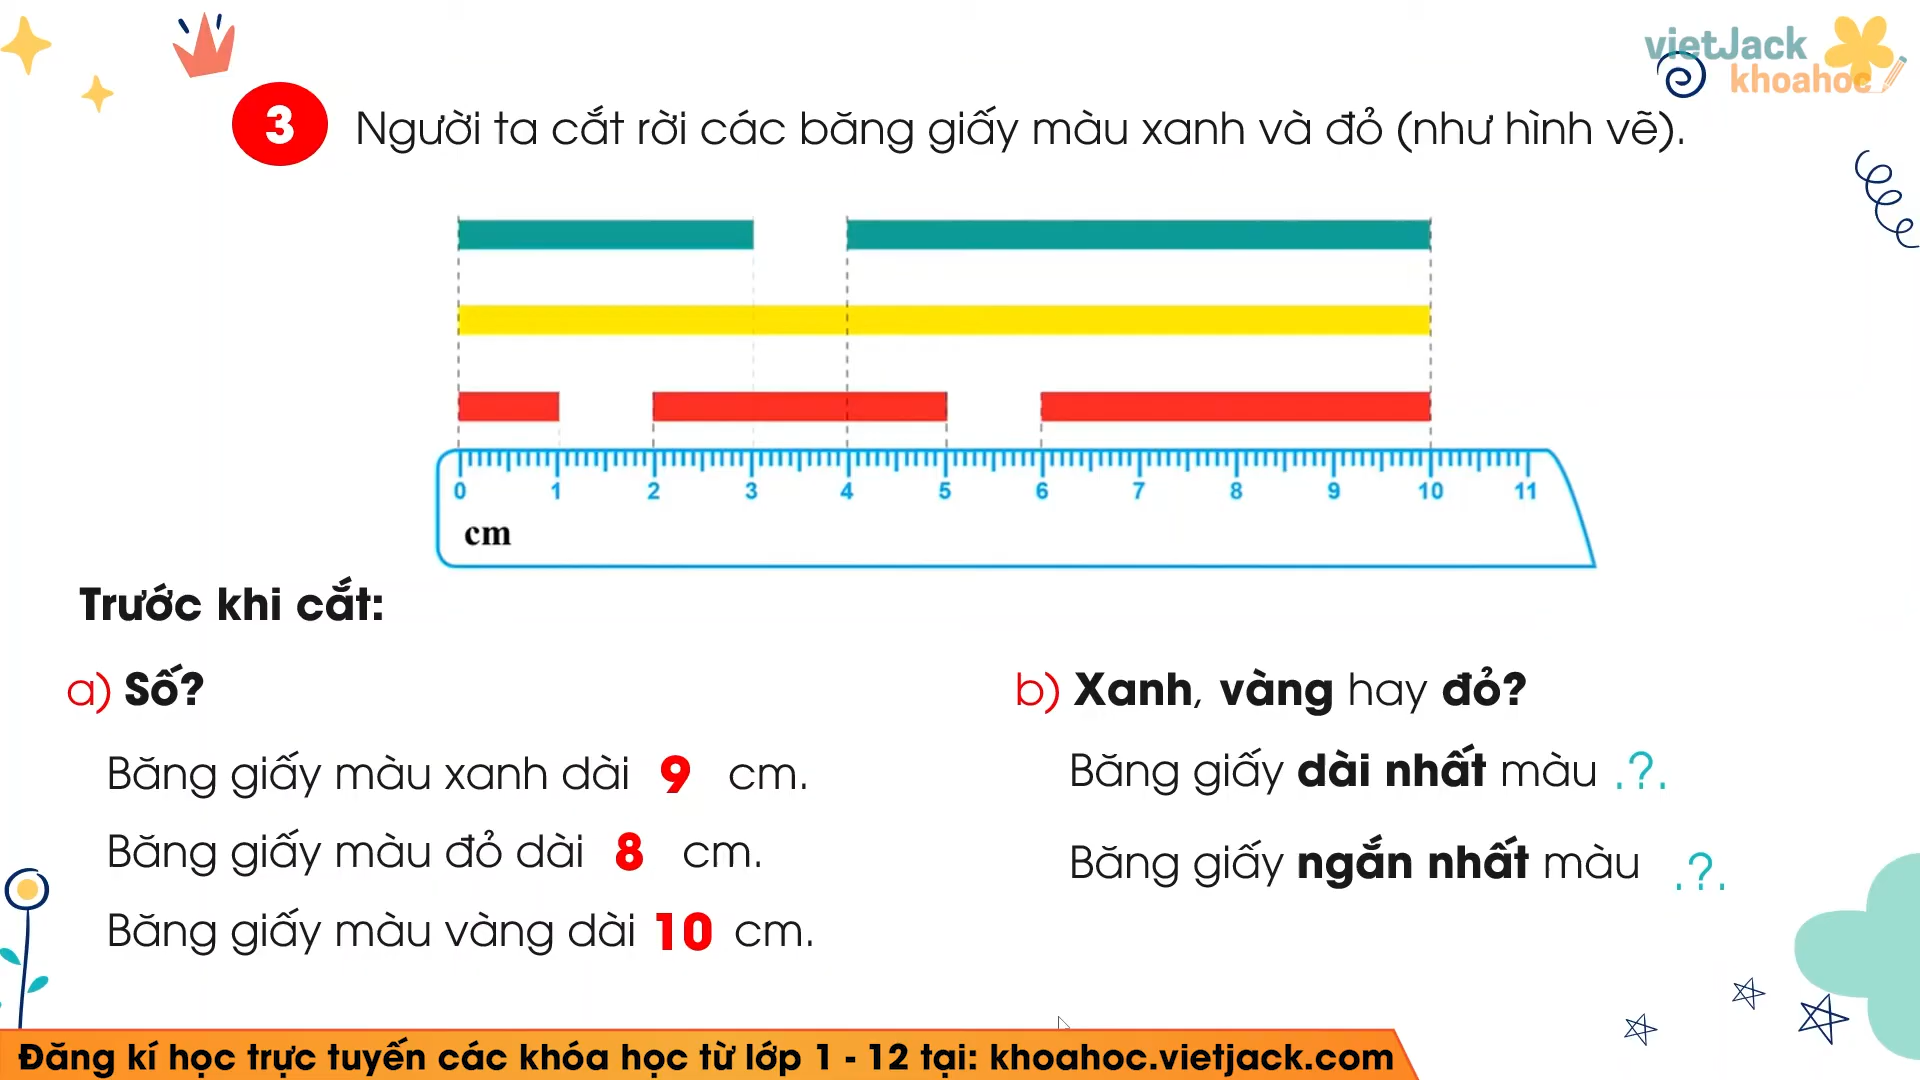 vietJack
khoahoc
3 Người ta cắt rời các băng giấy màu xanh và đỏ (như hình vẽ).
0 1 2 3 4 5 6 7 8 9 10 11
cm
Trước khi cắt:
a) Số?
Băng giấy màu xanh dài 9 cm.
Băng giấy màu đỏ dài 8 cm.
Băng giấy màu vàng dài 10 cm.
b) Xanh, vàng hay đỏ?
Băng giấy dài nhất màu .?.
Băng giấy ngắn nhất màu .?.
Đăng kí học trực tuyến các khóa học từ lớp 1 - 12 tại: khoahoc.vietjack.com